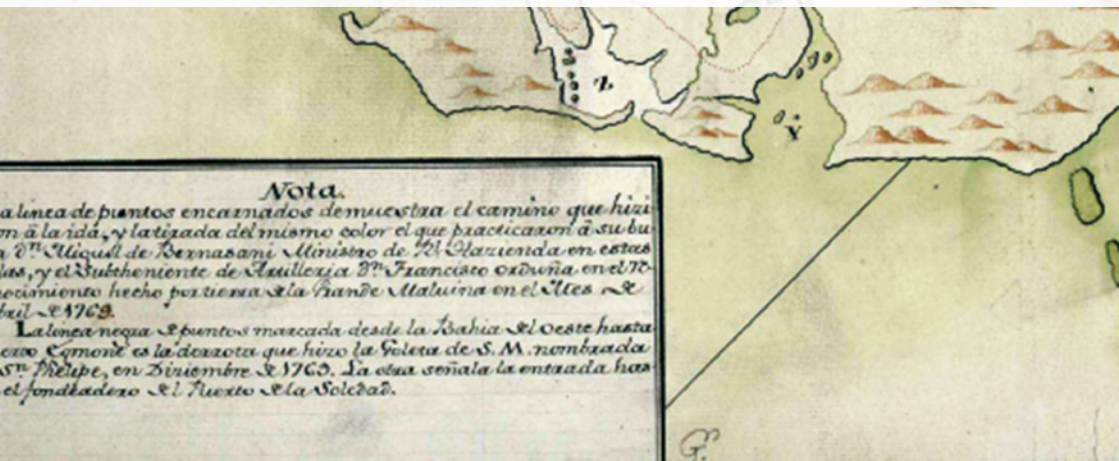 Z
Y
Nota.
a linea de puntos encarnados demuestra el camino que hizi
on â la ida, y la tirada del mismo color el que practicaron â su bu
a Dn. Miguel de Bernasani Ministro de Rl. Hazienda en estas
las, y el Subtheniente de Artilleria Dn. Francisco Orduña en el re-
nocimiento hecho por tierra de la Grande Maluina en el Mes de
bril de 1769.
La linea negra de puntos marcada desde la Bahia del Oeste hasta
erto Egmont es la derrota que hizo la Goleta de S. M. nombrada
Sn. Phelipe, en Diziembre de 1769. La otra señala la entrada has
el fondeadero del Puerto de la Soledad.